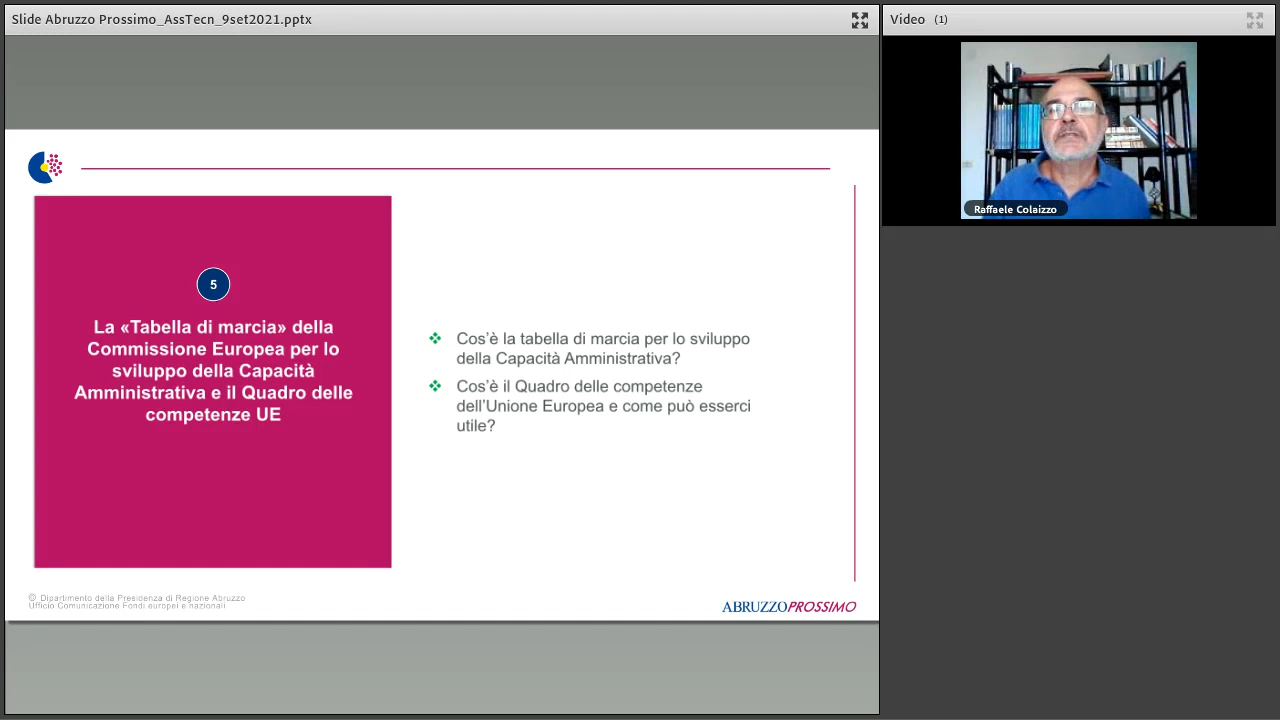 Slide Abruzzo Prossimo_AssTecn_9set2021.pptx
Video (1)
Raffaele Colaizzo
5
La «Tabella di marcia» della
Commissione Europea per lo
sviluppo della Capacità
Amministrativa e il Quadro delle
competenze UE
Cos’è la tabella di marcia per lo sviluppo
della Capacità Amministrativa?
Cos’è il Quadro delle competenze
dell’Unione Europea e come può esserci
utile?
© Dipartimento della Presidenza di Regione Abruzzo
Ufficio Comunicazione Fondi europei e nazionali
ABRUZZOPROSSIMO